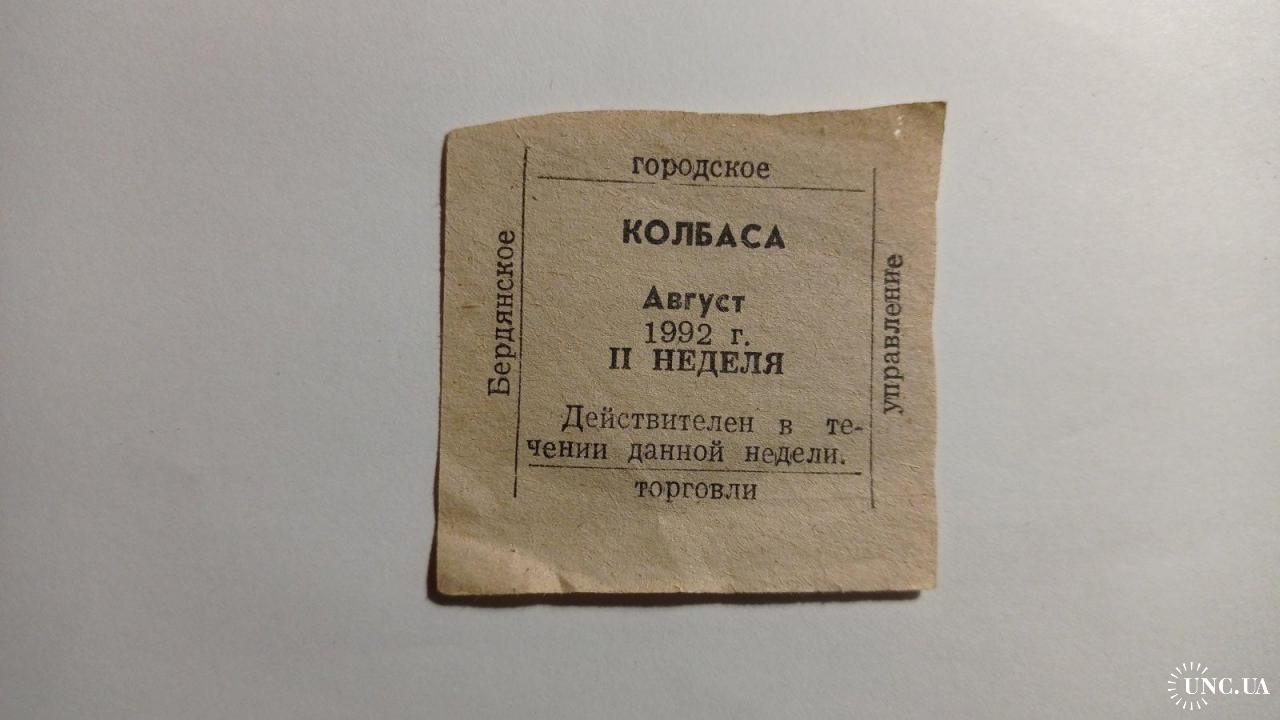 Бердянское
городское
управление
торговли
КОЛБАСА
Август
1992 г.
II НЕДЕЛЯ
Действителен в те-
чении данной недели.
UNC.UA